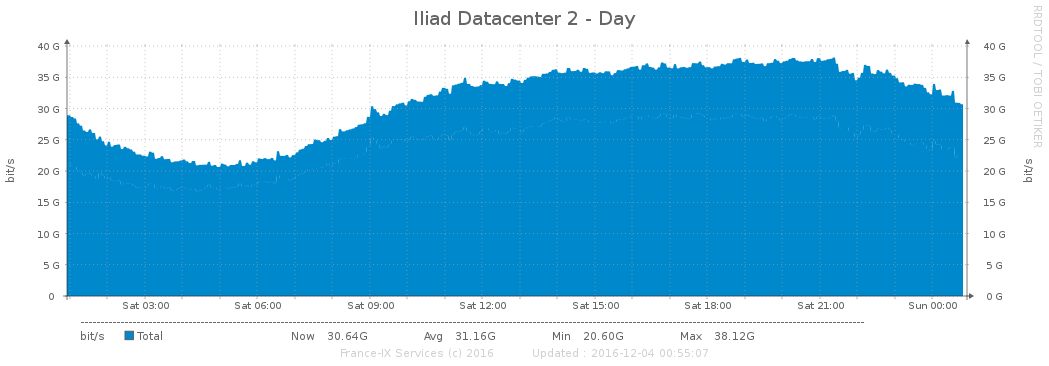 Iliad Datacenter 2 - Day
RRDTOOL / TOBI OETIKER
bit/s
bit/s
40 G 40 G
35 G 35 G
30 G 30 G
25 G 25 G
20 G 20 G
15 G 15 G
10 G 10 G
5 G 5 G
0 0 G
Sat 03:00 Sat 06:00 Sat 09:00 Sat 12:00 Sat 15:00 Sat 18:00 Sat 21:00 Sun 00:00
bit/s Total Now 30.64G Avg 31.16G Min 20.60G Max 38.12G
France-IX Services (c) 2016 Updated : 2016-12-04 00:55:07